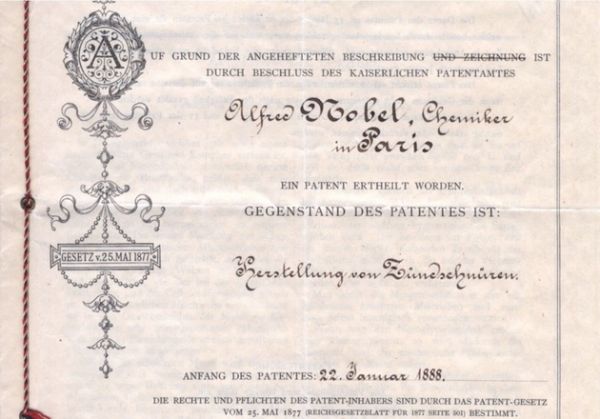 AUF GRUND DER ANGEHEFTETEN BESCHREIBUNG UND ZEICHNUNG IST
DURCH BESCHLUSS DES KAISERLICHEN PATENTAMTES
Alfred Nobel, Chemiker
in Paris
EIN PATENT ERTHEILT WORDEN.
GEGENSTAND DES PATENTES IST:
GESETZ v. 25. MAI 1877.
Herstellung von Zündschnüren.
ANFANG DES PATENTES: 22. Januar 1888.
DIE RECHTE UND PFLICHTEN DES PATENT-INHABERS SIND DURCH DAS PATENT-GESETZ
VOM 25. MAI 1877 (REICHSGESETZBLATT FÜR 1877 SEITE 501) BESTIMMT.